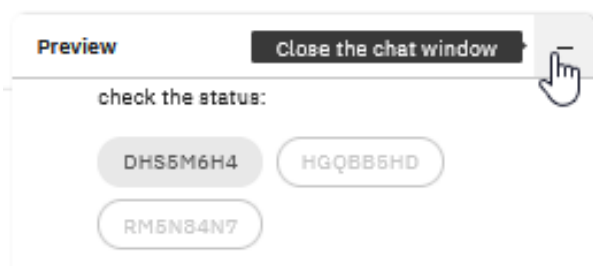 Preview
Close the chat window
check the status:
DHS5M6H4
HGQBB5HD
RM5N84N7